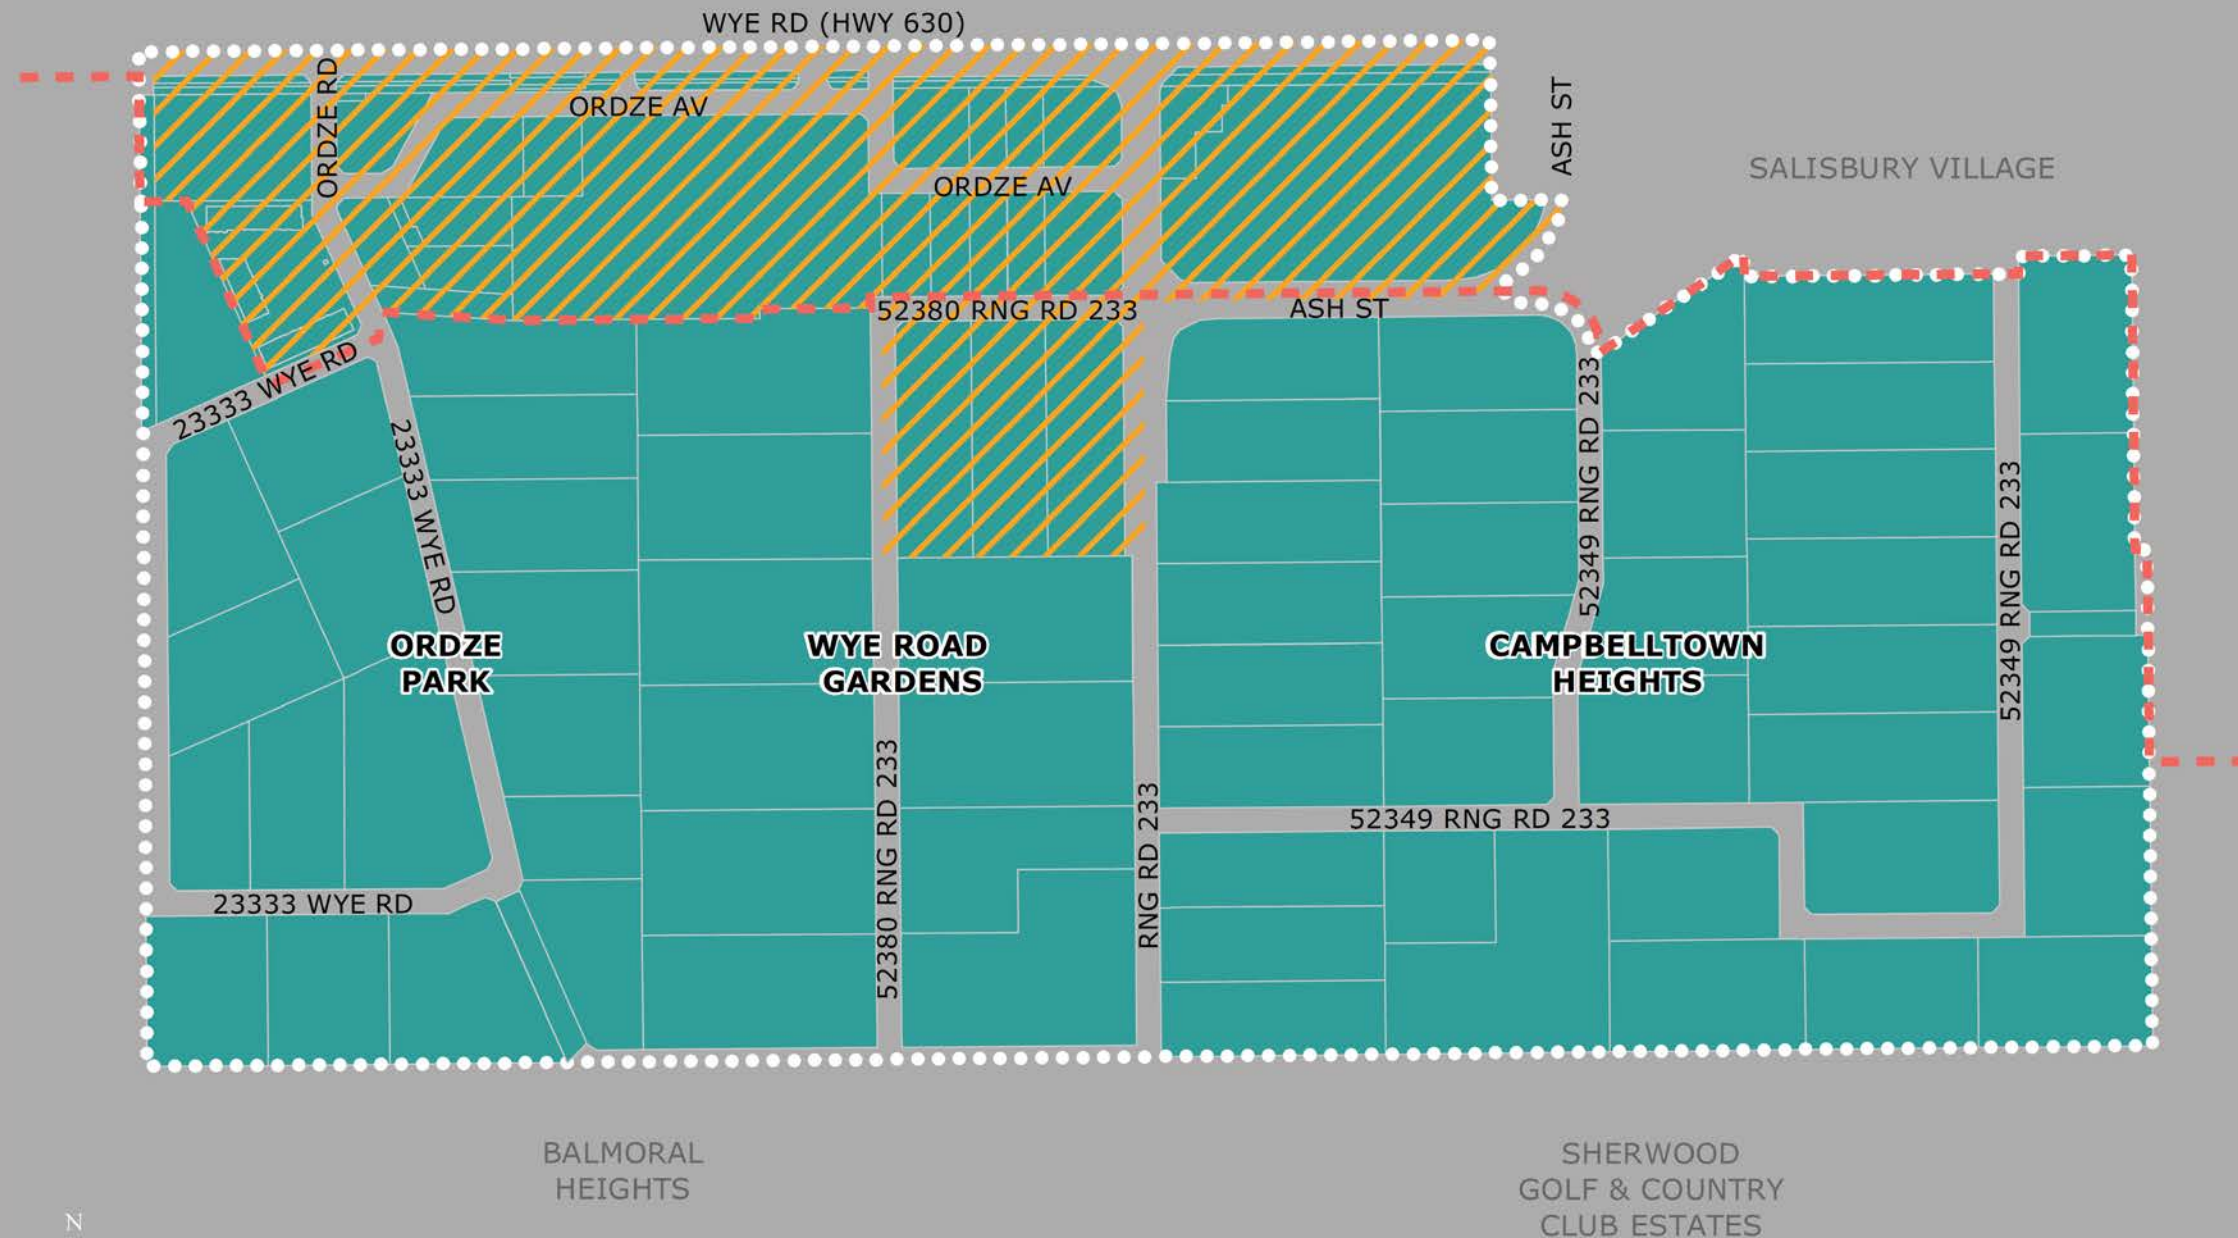 WYE RD (HWY 630)
ORDZE RD
ORDZE AV
ASH ST
SALISBURY VILLAGE
ORDZE AV
52380 RNG RD 233
ASH ST
23333 WYE RD
23333 WYE RD
52349 RNG RD 233
52349 RNG RD 233
ORDZE
PARK
WYE ROAD
GARDENS
CAMPBELLTOWN
HEIGHTS
52380 RNG RD 233
RNG RD 233
52349 RNG RD 233
23333 WYE RD
BALMORAL
HEIGHTS
SHERWOOD
GOLF & COUNTRY
CLUB ESTATES
N